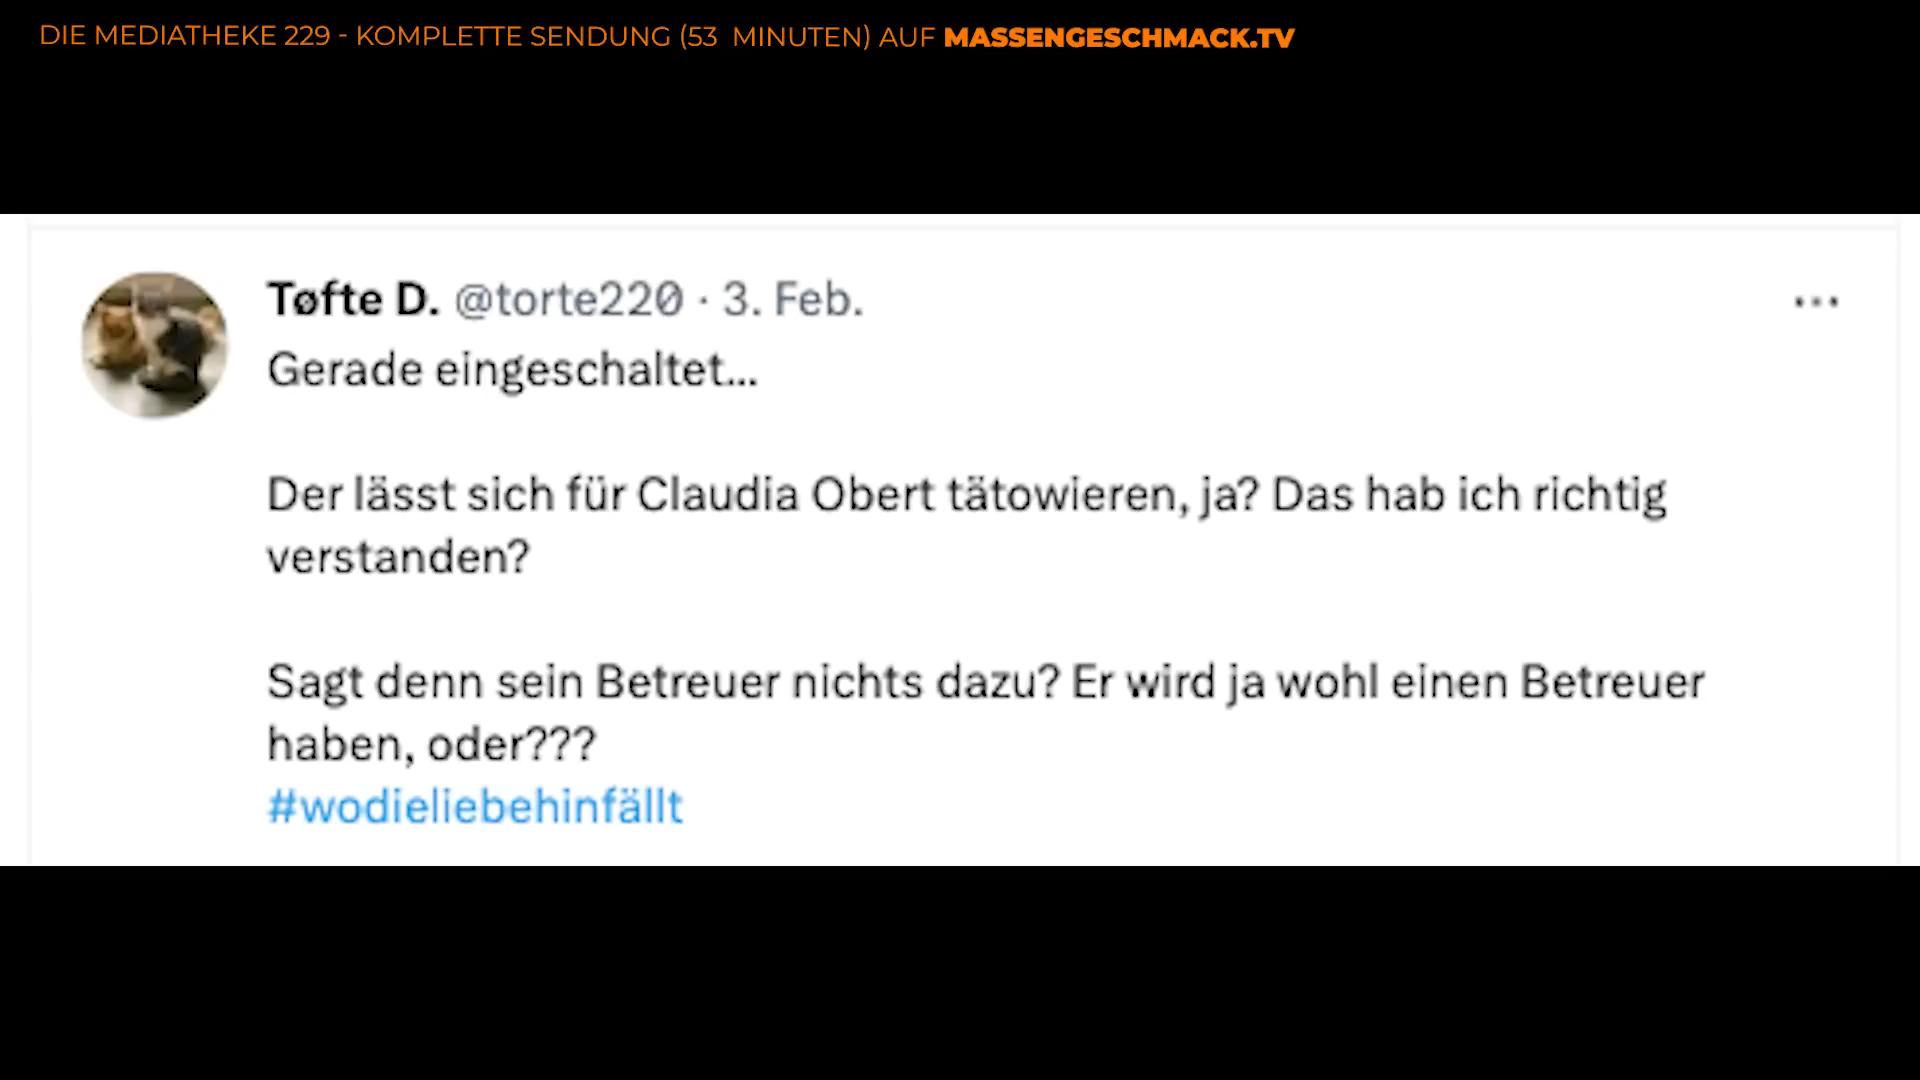 DIE MEDIATHEKE 229 - KOMPLETTE SENDUNG (53 MINUTEN) AUF MASSENGESCHMACK.TV
Tøfte D. @torte220 · 3. Feb.
Gerade eingeschaltet...
Der lässt sich für Claudia Obert tätowieren, ja? Das hab ich richtig
verstanden?
Sagt denn sein Betreuer nichts dazu? Er wird ja wohl einen Betreuer
haben, oder???
#wodieliebehinfällt